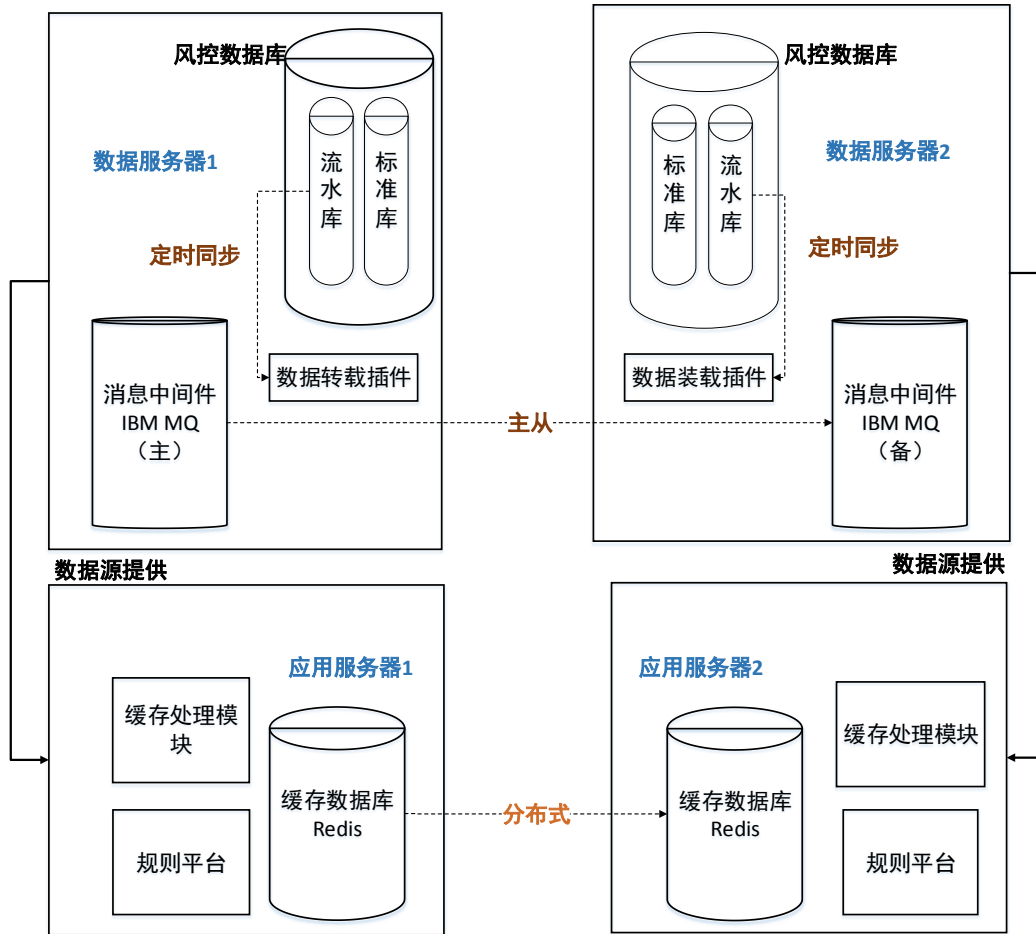 风控数据库
数据服务器1
流
水
库
标
准
库
定时同步
消息中间件
IBM MQ
（主）
数据转载插件
主从
风控数据库
数据服务器2
标
准
库
流
水
库
定时同步
数据装载插件
消息中间件
IBM MQ
（备）
数据源提供
数据源提供
应用服务器1
缓存处理模
块
缓存数据库
Redis
规则平台
分布式
应用服务器2
缓存数据库
Redis
缓存处理模块
规则平台